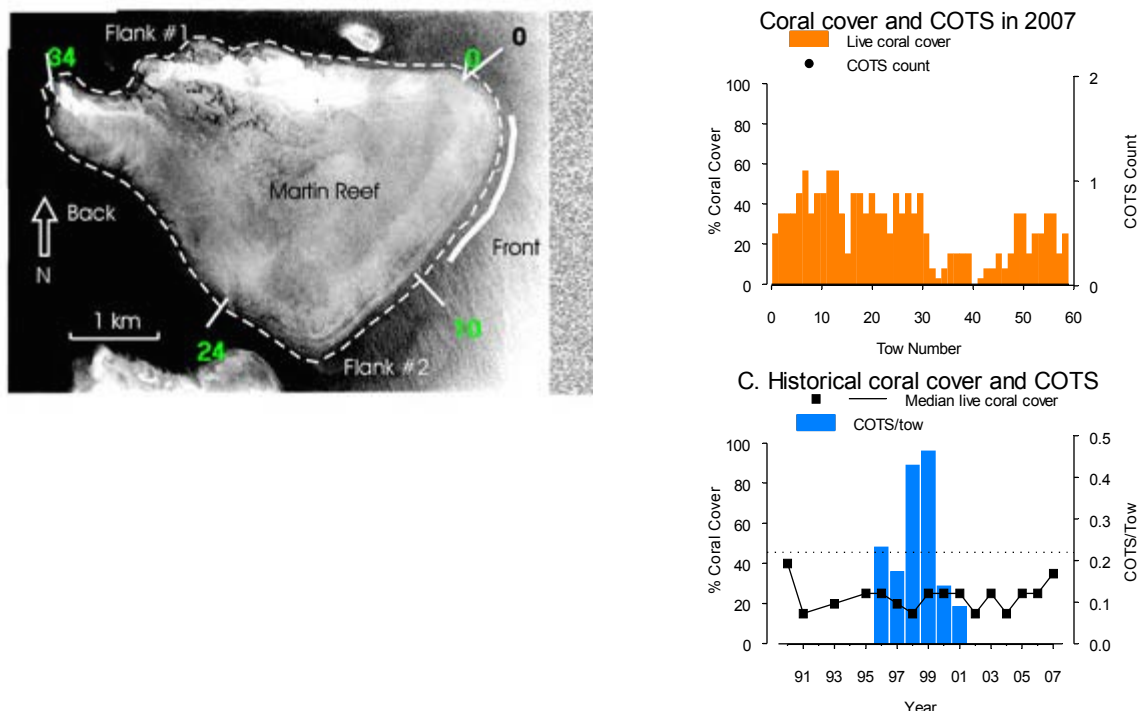 Flank #1
0
34
0
Martin Reef
Back
Front
N
1 km
10
24
Flank #2
Coral cover and COTS in 2007
Live coral cover
COTS count
100
80
60
40
20
0
% Coral Cover
2
1
0
COTS Count
0 10 20 30 40 50 60
Tow Number
C. Historical coral cover and COTS
Median live coral cover
COTS/tow
100
80
60
40
20
0
% Coral Cover
0.5
0.4
0.3
0.2
0.1
0.0
COTS/Tow
91 93 95 97 99 01 03 05 07
Year